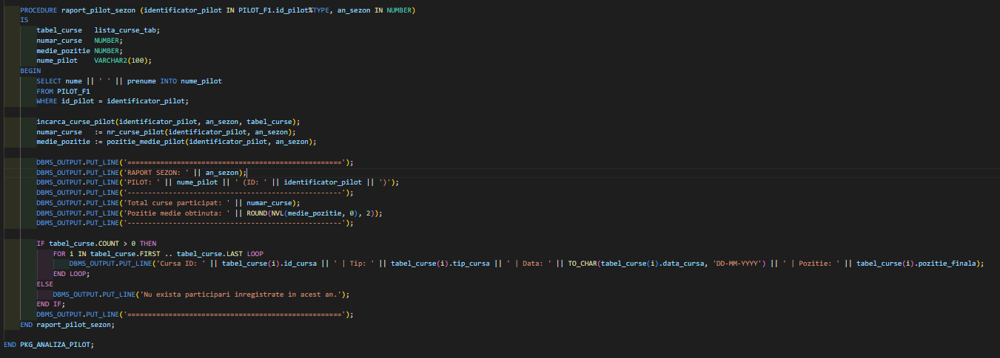 PROCEDURE raport_pilot_sezon (identificator_pilot IN PILOT_F1.id_pilot%TYPE, an_sezon IN NUMBER)
IS
tabel_curse   lista_curse_tab;
numar_curse   NUMBER;
medie_pozitie NUMBER;
nume_pilot    VARCHAR2(100);
BEGIN
SELECT nume || ' ' || prenume INTO nume_pilot
FROM PILOT_F1
WHERE id_pilot = identificator_pilot;
incarca_curse_pilot(identificator_pilot, an_sezon, tabel_curse);
numar_curse   := nr_curse_pilot(identificator_pilot, an_sezon);
medie_pozitie := pozitie_medie_pilot(identificator_pilot, an_sezon);
DBMS_OUTPUT.PUT_LINE('====================================================');
DBMS_OUTPUT.PUT_LINE('RAPORT SEZON: ' || an_sezon);
DBMS_OUTPUT.PUT_LINE('PILOT: ' || nume_pilot || ' (ID: ' || identificator_pilot || ')');
DBMS_OUTPUT.PUT_LINE('----------------------------------------------------');
DBMS_OUTPUT.PUT_LINE('Total curse participat: ' || numar_curse);
DBMS_OUTPUT.PUT_LINE('Pozitie medie obtinuta: ' || ROUND(NVL(medie_pozitie, 0), 2));
DBMS_OUTPUT.PUT_LINE('----------------------------------------------------');
IF tabel_curse.COUNT > 0 THEN
FOR i IN tabel_curse.FIRST .. tabel_curse.LAST LOOP
DBMS_OUTPUT.PUT_LINE('Cursa ID: ' || tabel_curse(i).id_cursa || ' | Tip: ' || tabel_curse(i).tip_cursa || ' | Data: ' || TO_CHAR(tabel_curse(i).data_cursa, 'DD-MM-YYYY') || ' | Pozitie: ' || tabel_curse(i).pozitie_finala);
END LOOP;
ELSE
DBMS_OUTPUT.PUT_LINE('Nu exista participari inregistrate in acest an.');
END IF;
DBMS_OUTPUT.PUT_LINE('====================================================');
END raport_pilot_sezon;
END PKG_ANALIZA_PILOT;